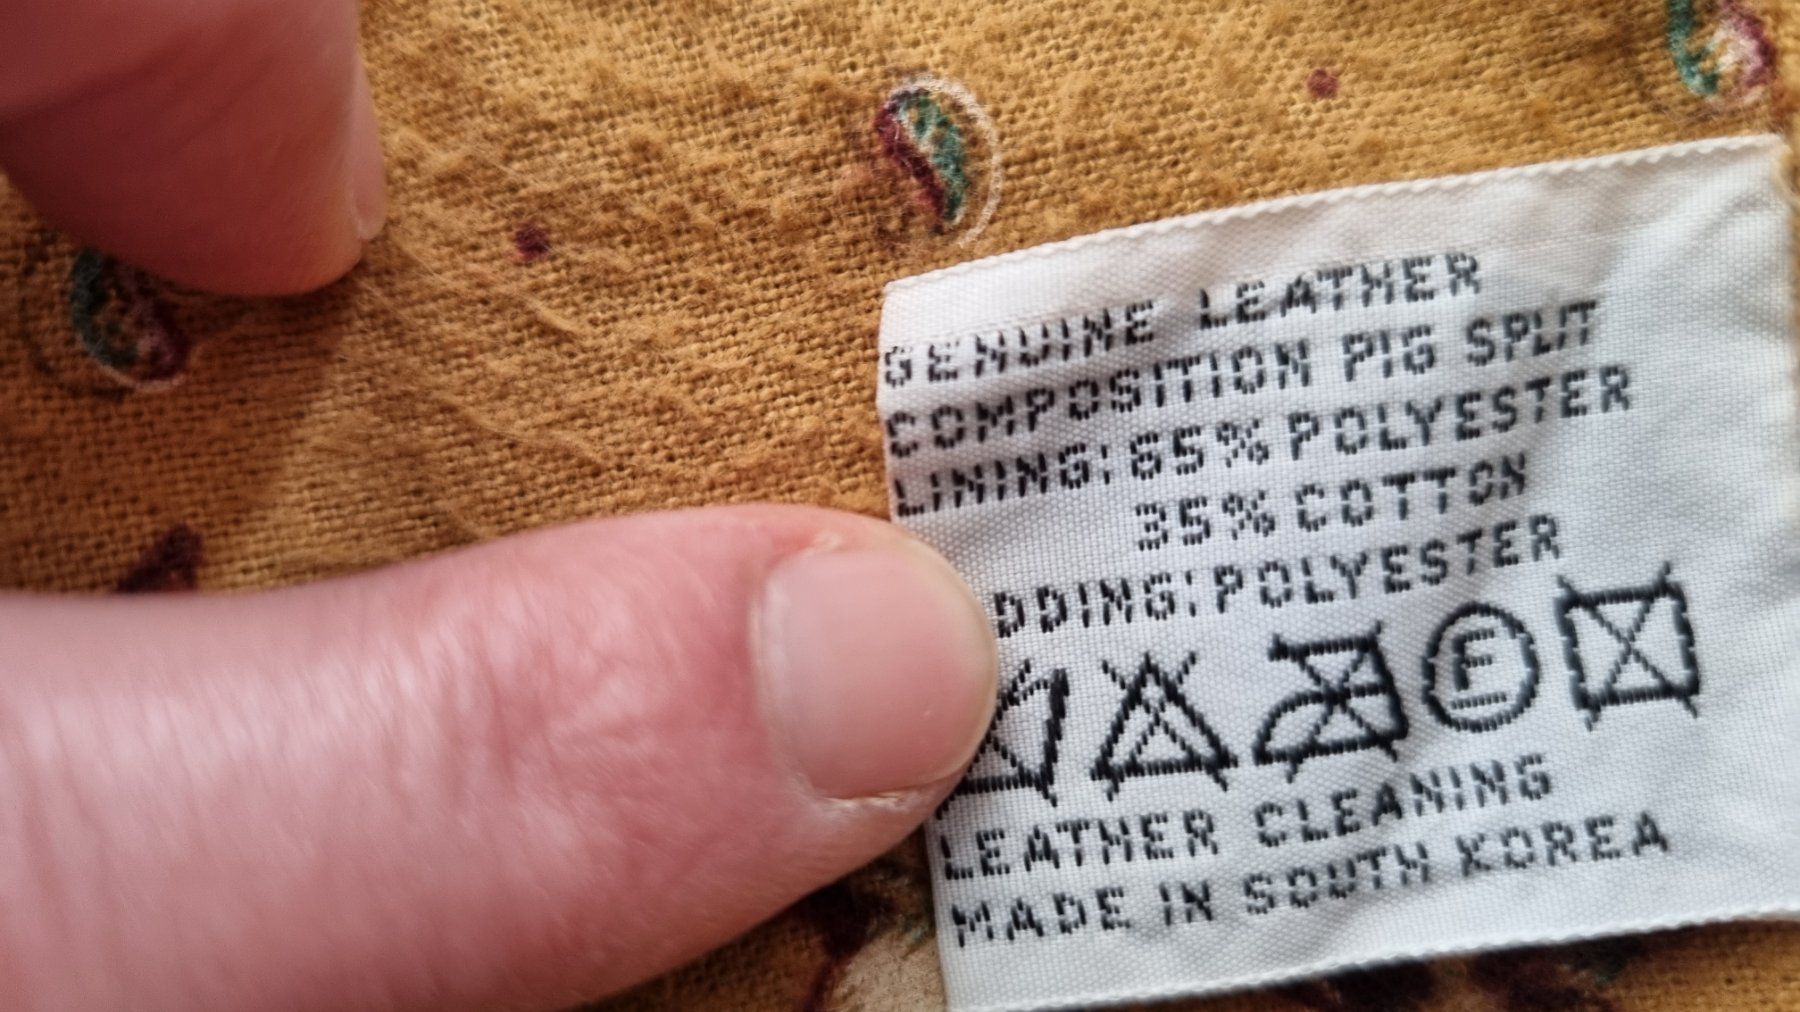 GENUINE LEATHER
COMPOSITION PIG SPLIT
LINING:65% POLYESTER
35% COTTON
DDING:POLYESTER
F
LEATHER CLEANING
MADE IN SOUTH KOREA